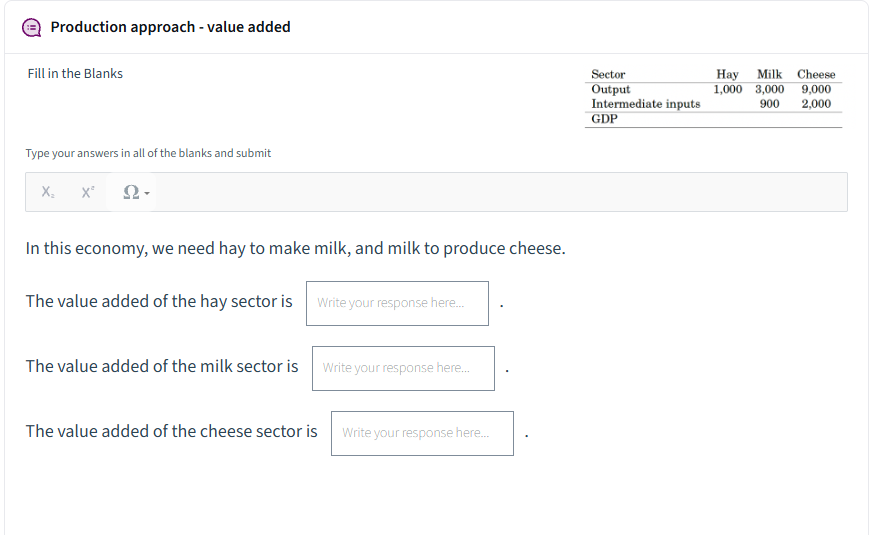 Production approach - value added
Fill in the Blanks
Sector Hay Milk Cheese
Output 1,000 3,000 9,000
Intermediate inputs 900 2,000
GDP
Type your answers in all of the blanks and submit
X₀ Xᵒ Ω
In this economy, we need hay to make milk, and milk to produce cheese.
The value added of the hay sector is Write your response here... .
The value added of the milk sector is Write your response here... .
The value added of the cheese sector is Write your response here... .